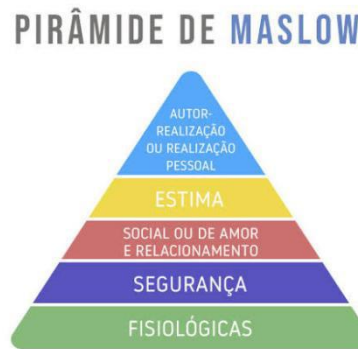 PIRÂMIDE DE MASLOW
AUTOR-
REALIZAÇÃO
OU REALIZAÇÃO
PESSOAL
ESTIMA
SOCIAL OU DE AMOR
E RELACIONAMENTO
SEGURANÇA
FISIOLÓGICAS